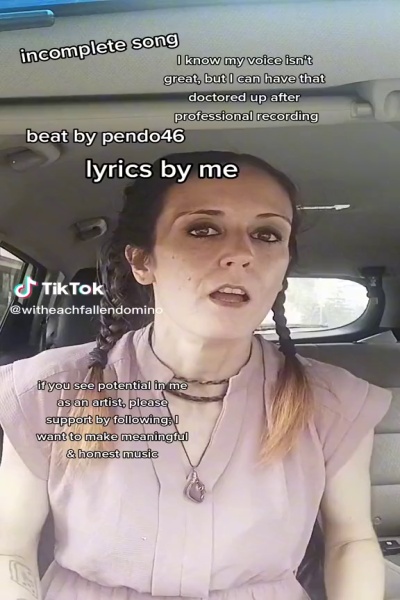 incomplete song
I know my voice isn't
great, but I can have that
doctored up after
professional recording
beat by pendo46
lyrics by me
TikTok
@witheachfallendomino
if you see potential in me
as an artist, please
support by following; I
want to make meaningful
& honest music